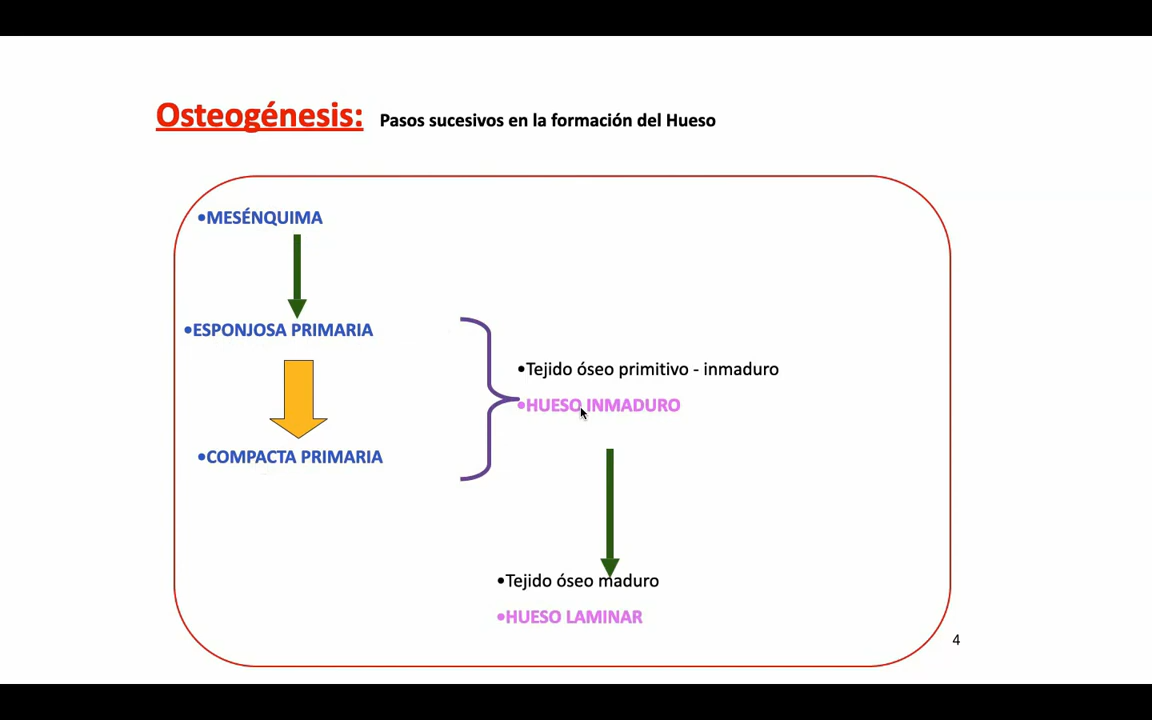 Osteogénesis: Pasos sucesivos en la formación del Hueso
•MESÉNQUIMA
•ESPONJOSA PRIMARIA
•Tejido óseo primitivo - inmaduro
•HUESO INMADURO
•COMPACTA PRIMARIA
•Tejido óseo maduro
•HUESO LAMINAR
4